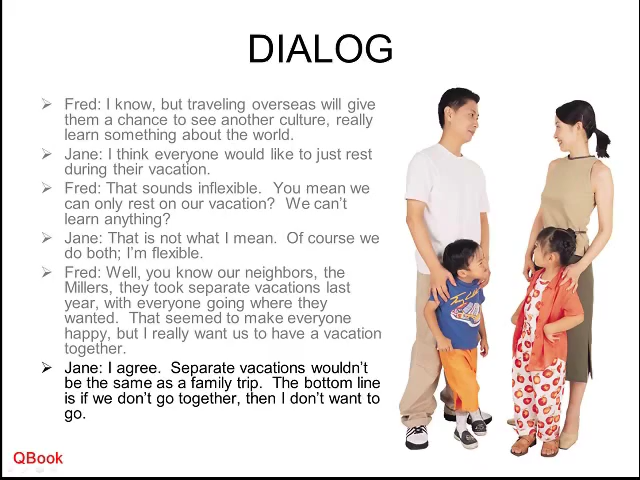 DIALOG
Fred: I know, but traveling overseas will give
them a chance to see another culture, really
learn something about the world.
Jane: I think everyone would like to just rest
during their vacation.
Fred: That sounds inflexible. You mean we
can only rest on our vacation? We can't
learn anything?
Jane: That is not what I mean. Of course we
do both; I'm flexible.
Fred: Well, you know our neighbors, the
Millers, they took separate vacations last
year, with everyone going where they
wanted. That seemed to make everyone
happy, but I really want us to have a vacation
together.
Jane: I agree. Separate vacations wouldn't
be the same as a family trip. The bottom line
is if we don't go together, then I don't want to
go.
QBook